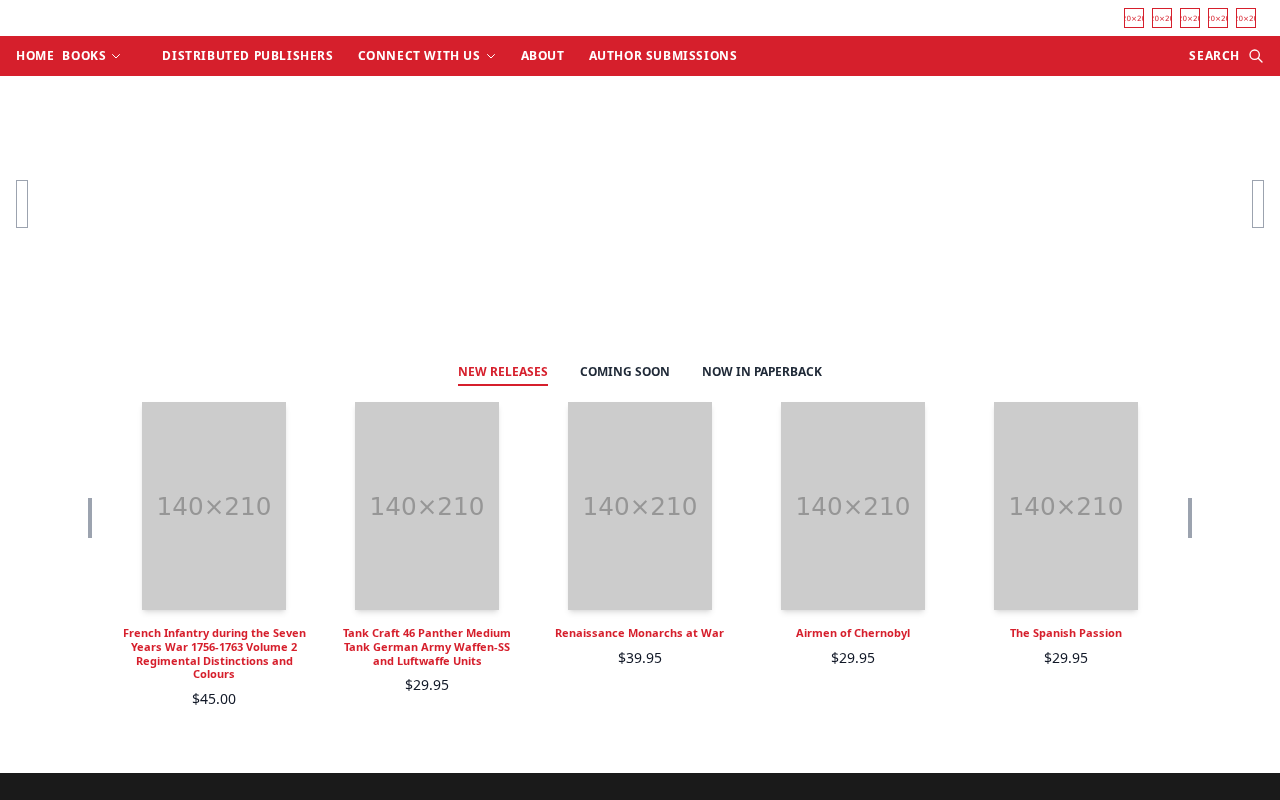 HOME BOOKS DISTRIBUTED PUBLISHERS CONNECT WITH US ABOUT AUTHOR SUBMISSIONS SEARCH
NEW RELEASES COMING SOON NOW IN PAPERBACK
140×210 140×210 140×210 140×210 140×210
French Infantry during the Seven
Years War 1756-1763 Volume 2
Regimental Distinctions and
Colours
$45.00
Tank Craft 46 Panther Medium
Tank German Army Waffen-SS
and Luftwaffe Units
$29.95
Renaissance Monarchs at War
$39.95
Airmen of Chernobyl
$29.95
The Spanish Passion
$29.95